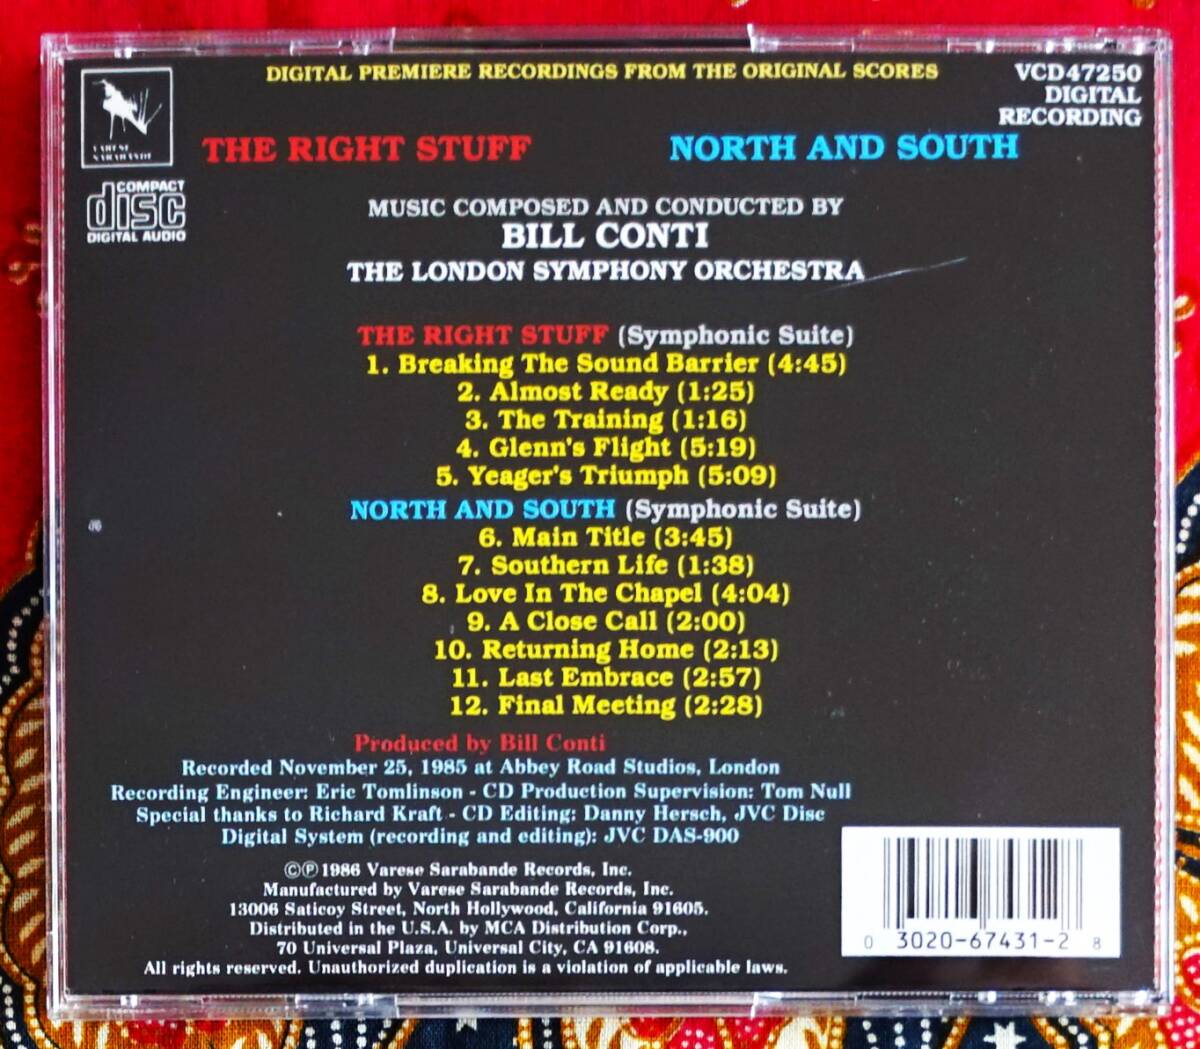 DIGITAL PREMIERE RECORDINGS FROM THE ORIGINAL SCORES
VCD47250
DIGITAL
RECORDING
VARESE
SARABANDE
COMPACT
disc
DIGITAL AUDIO
THE RIGHT STUFF
NORTH AND SOUTH
MUSIC COMPOSED AND CONDUCTED BY
BILL CONTI
THE LONDON SYMPHONY ORCHESTRA
THE RIGHT STUFF (Symphonic Suite)
1. Breaking The Sound Barrier (4:45)
2. Almost Ready (1:25)
3. The Training (1:16)
4. Glenn's Flight (5:19)
5. Yeager's Triumph (5:09)
NORTH AND SOUTH (Symphonic Suite)
6. Main Title (3:45)
7. Southern Life (1:38)
8. Love In The Chapel (4:04)
9. A Close Call (2:00)
10. Returning Home (2:13)
11. Last Embrace (2:57)
12. Final Meeting (2:28)
Produced by Bill Conti
Recorded November 25, 1985 at Abbey Road Studios, London
Recording Engineer: Eric Tomlinson - CD Production Supervision: Tom Null
Special thanks to Richard Kraft - CD Editing: Danny Hersch, JVC Disc
Digital System (recording and editing): JVC DAS-900
©℗1986 Varese Sarabande Records, Inc.
Manufactured by Varese Sarabande Records, Inc.
13006 Saticoy Street, North Hollywood, California 91605.
Distributed in the U.S.A. by MCA Distribution Corp.,
70 Universal Plaza, Universal City, CA 91608.
All rights reserved. Unauthorized duplication is a violation of applicable laws.
0 3020-67431-2 8